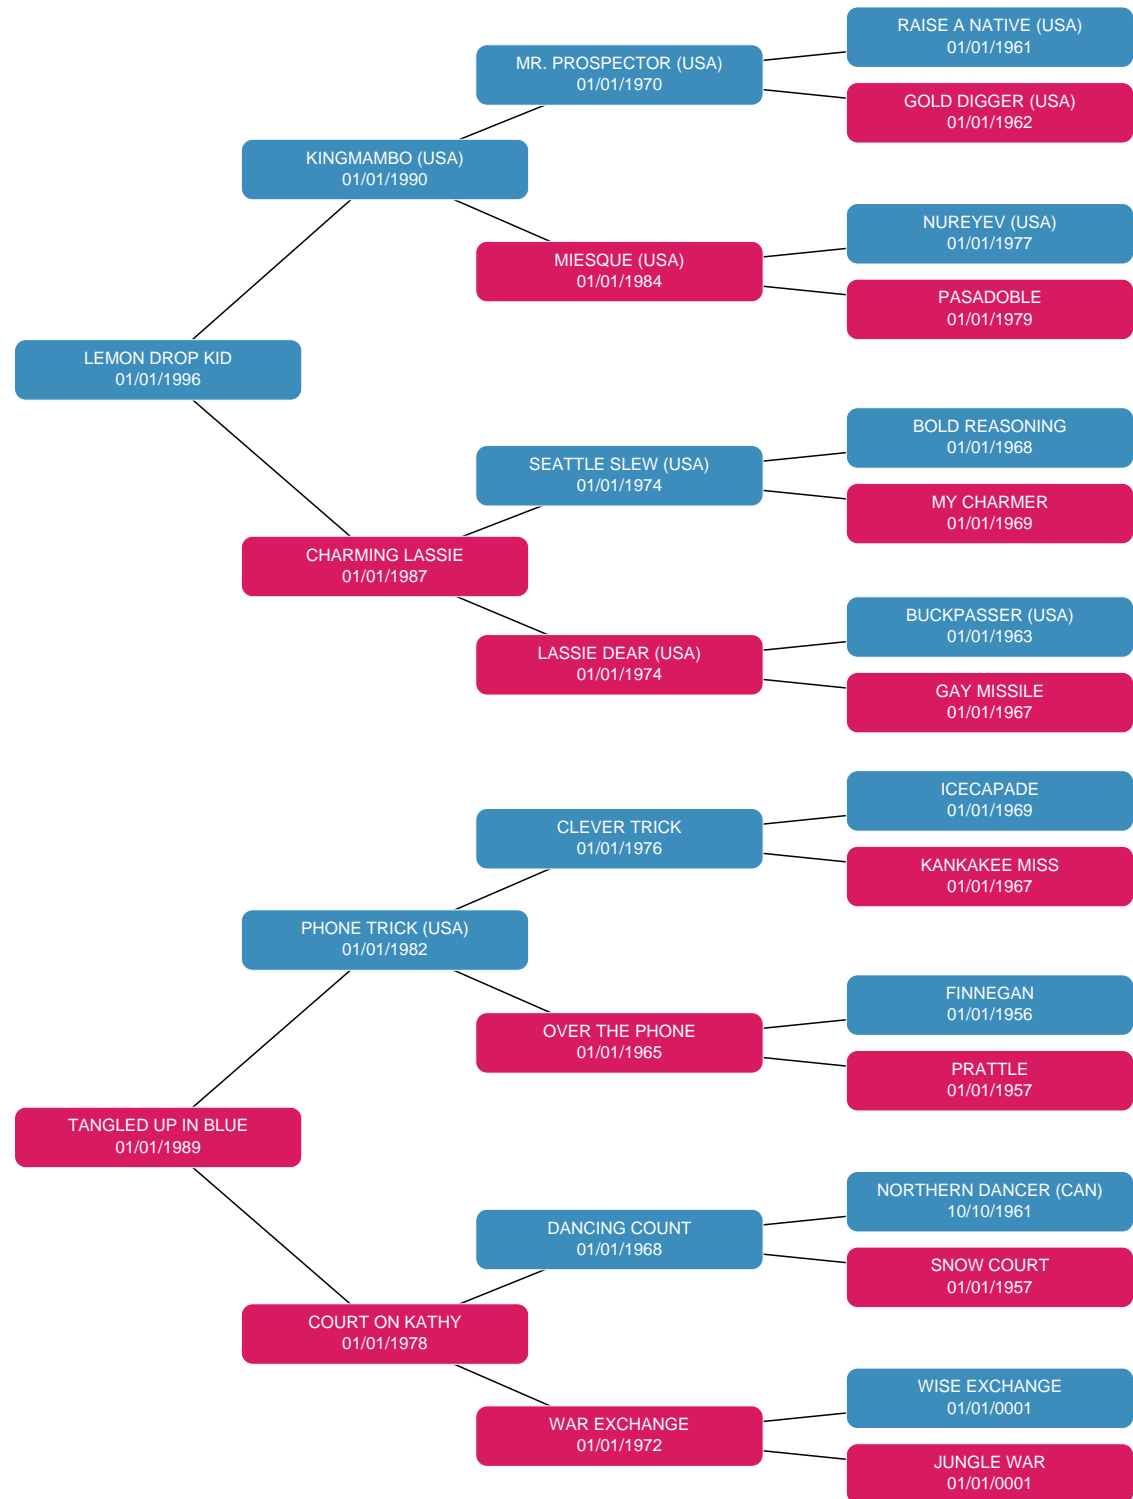 RAISE A NATIVE (USA)
01/01/1961
MR. PROSPECTOR (USA)
01/01/1970
GOLD DIGGER (USA)
01/01/1962
KINGMAMBO (USA)
01/01/1990
NUREYEV (USA)
01/01/1977
MIESQUE (USA)
01/01/1984
PASADOBLE
01/01/1979
LEMON DROP KID
01/01/1996
BOLD REASONING
01/01/1968
SEATTLE SLEW (USA)
01/01/1974
MY CHARMER
01/01/1969
CHARMING LASSIE
01/01/1987
BUCKPASSER (USA)
01/01/1963
LASSIE DEAR (USA)
01/01/1974
GAY MISSILE
01/01/1967
ICECAPADE
01/01/1969
CLEVER TRICK
01/01/1976
KANKAKEE MISS
01/01/1967
PHONE TRICK (USA)
01/01/1982
FINNEGAN
01/01/1956
OVER THE PHONE
01/01/1965
PRATTLE
01/01/1957
TANGLED UP IN BLUE
01/01/1989
NORTHERN DANCER (CAN)
10/10/1961
DANCING COUNT
01/01/1968
SNOW COURT
01/01/1957
COURT ON KATHY
01/01/1978
WISE EXCHANGE
01/01/0001
WAR EXCHANGE
01/01/1972
JUNGLE WAR
01/01/0001